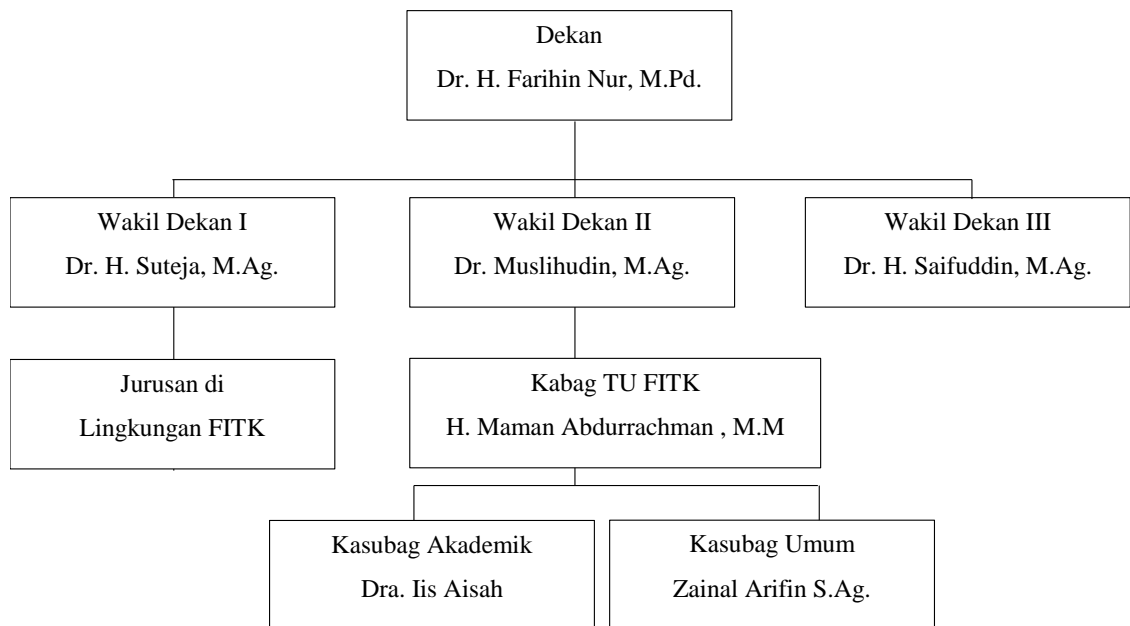 Dekan
Dr. H. Farihin Nur, M.Pd.
Wakil Dekan I
Dr. H. Suteja, M.Ag.
Wakil Dekan II
Dr. Muslihudin, M.Ag.
Wakil Dekan III
Dr. H. Saifuddin, M.Ag.
Jurusan di
Lingkungan FITK
Kabag TU FITK
H. Maman Abdurrachman , M.M
Kasubag Akademik
Dra. Iis Aisah
Kasubag Umum
Zainal Arifin S.Ag.